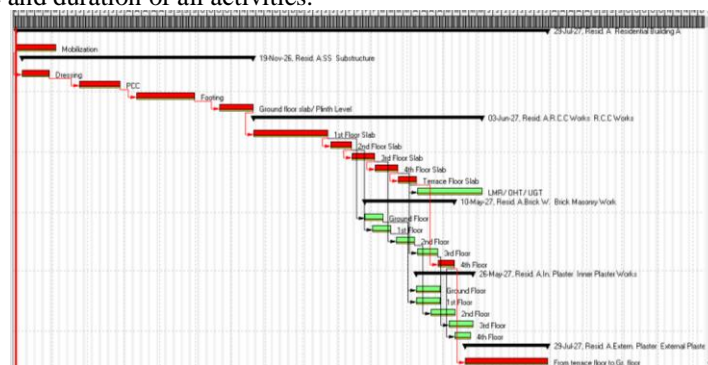 and duration of all activities.
29-Jul-27, Resid. A Residential Building A
Mobilization
19-Nov-26, Resid. A.SS Substructure
Dressing
PCC
Footing
Ground floor slab/ Plinth Level
03-Jun-27, Resid. A.R.C.C Works R.C.C Works
1st Floor Slab
2nd Floor Slab
3rd Floor Slab
4th Floor Slab
Terrace Floor Slab
LMR/ OHT/ UGT
10-May-27, Resid. A.Brick W. Brick Masonry Work
Ground Floor
1st Floor
2nd Floor
3rd Floor
4th Floor
26-May-27, Resid. A.In. Plaster Inner Plaster Works
Ground Floor
1st Floor
2nd Floor
3rd Floor
4th Floor
29-Jul-27, Resid. A.Extern. Plaster External Plaste
From terrace floor to Gr. floor